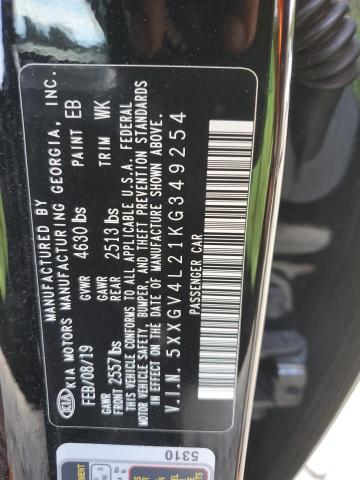 MANUFACTURED BY
KIA KIA MOTORS MANUFACTURING GEORGIA, INC.
FEB/08/19 GVWR 4630 lbs PAINT EB
GAWR FRONT 2557 lbs GAWR REAR 2513 lbs TRIM WK
THIS VEHICLE CONFORMS TO ALL APPLICABLE U.S.A. FEDERAL
MOTOR VEHICLE SAFETY, BUMPER, AND THEFT PREVENTION STANDARDS
IN EFFECT ON THE DATE OF MANUFACTURE SHOWN ABOVE.
V.I.N. 5XXGV4L21KG349254
PASSENGER CAR
5310